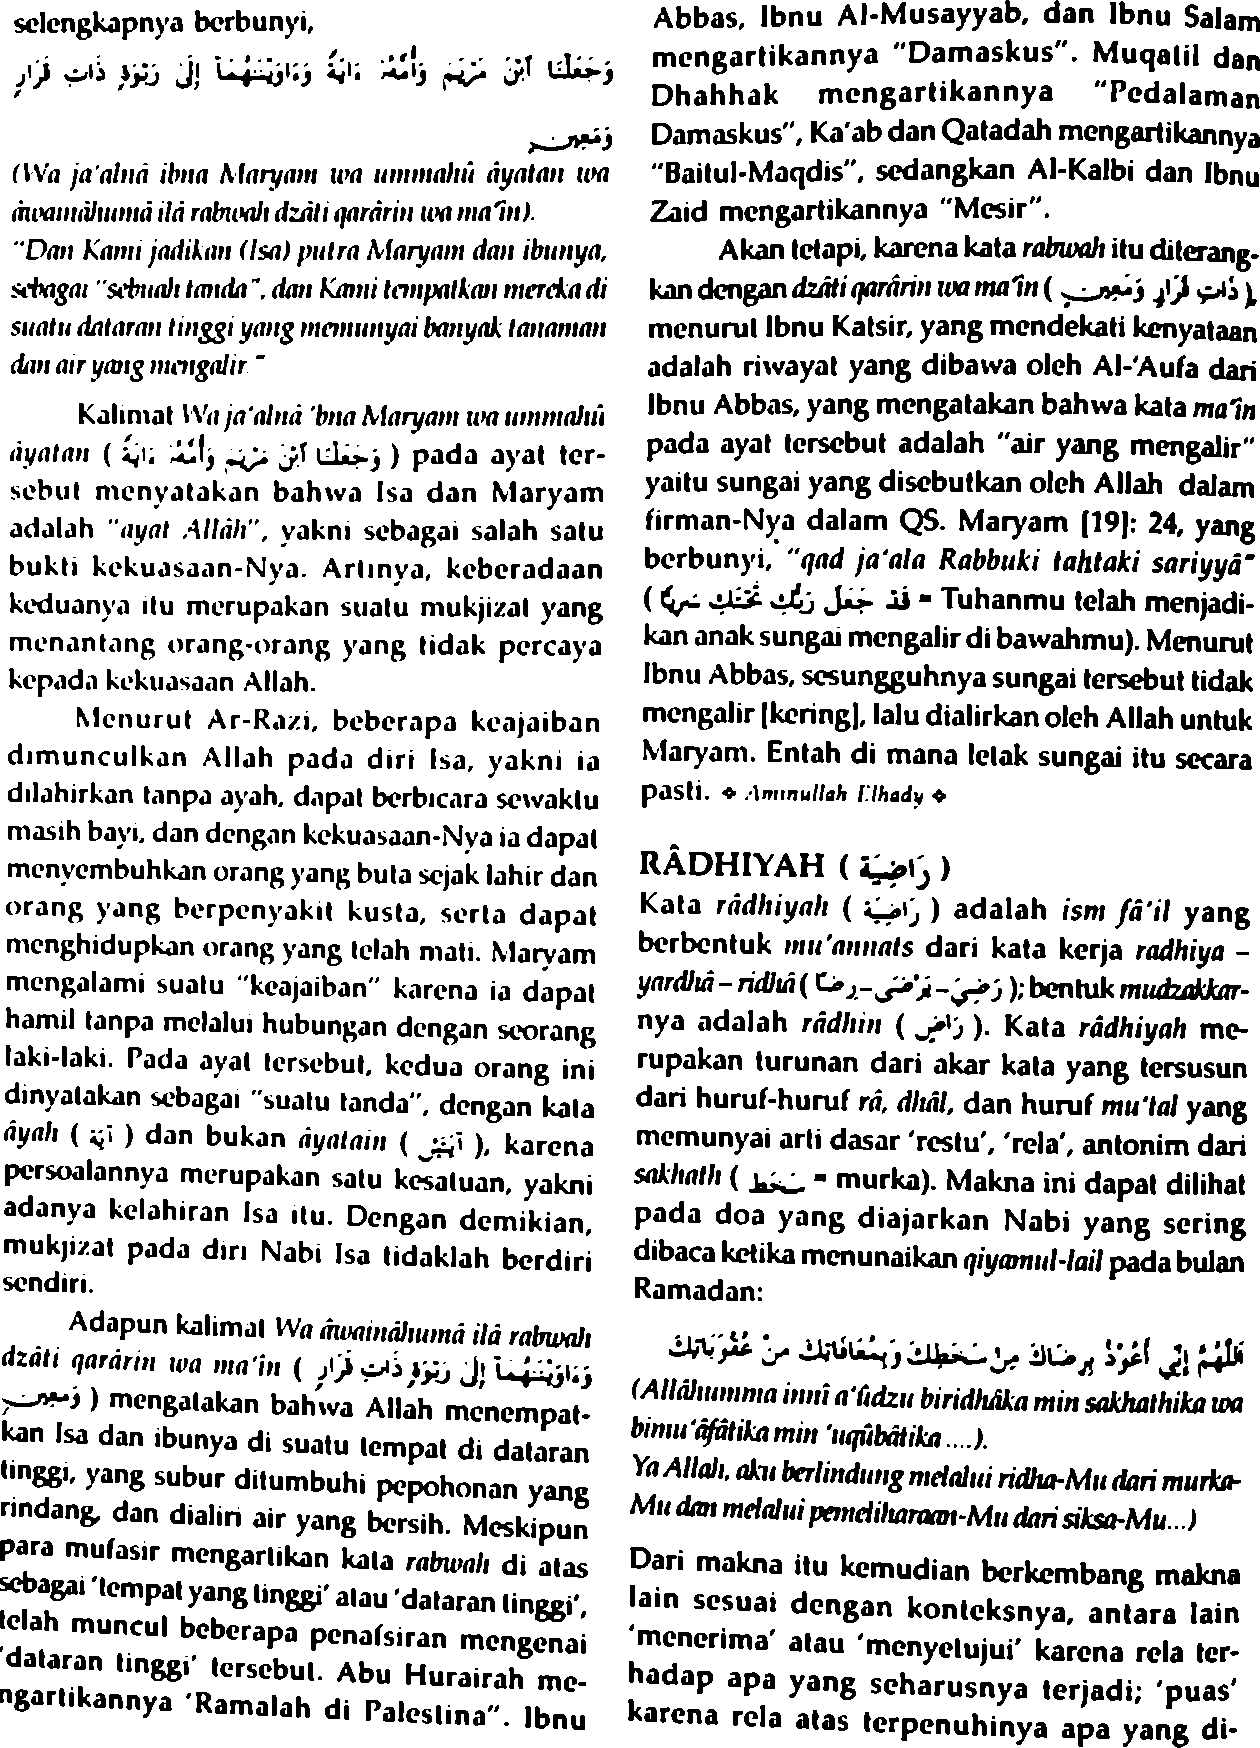 selengkapnya berbunyi,
وَجَعَلْنَا ٱبْنَ مَرْيَمَ وَأُمَّهُۥٓ ءَايَةً وَءَاوَيْنَٰهُمَآ إِلَىٰ رَبْوَةٍ ذَاتِ قَرَارٍ
وَمَعِينٍ
(Wa ja'alnâ ibna Maryam wa ummahû âyatan wa
âwainâhumâ ilâ rabwah dzâti qarârin wa ma'în).
"Dan Kami jadikan (Isa) putra Maryam dan ibunya,
sebagai "sebuah tanda", dan Kami tempatkan mereka di
suatu dataran tinggi yang memunyai banyak tanaman
dan air yang mengalir."
Kalimat Wa ja'alnâ 'bna Maryam wa ummahû
âyatan ( وَجَعَلْنَا ٱبْنَ مَرْيَمَ وَأُمَّهُۥٓ ءَايَةً ) pada ayat ter-
sebut menyatakan bahwa Isa dan Maryam
adalah "ayat Allâh", yakni sebagai salah satu
bukti kekuasaan-Nya. Artinya, keberadaan
keduanya itu merupakan suatu mukjizat yang
menantang orang-orang yang tidak percaya
kepada kekuasaan Allah.
Menurut Ar-Razi, beberapa keajaiban
dimunculkan Allah pada diri Isa, yakni ia
dilahirkan tanpa ayah, dapat berbicara sewaktu
masih bayi, dan dengan kekuasaan-Nya ia dapat
menyembuhkan orang yang buta sejak lahir dan
orang yang berpenyakit kusta, serta dapat
menghidupkan orang yang telah mati. Maryam
mengalami suatu "keajaiban" karena ia dapat
hamil tanpa melalui hubungan dengan seorang
laki-laki. Pada ayat tersebut, kedua orang ini
dinyatakan sebagai "suatu tanda", dengan kata
âyah ( آيَة ) dan bukan âyatain ( آيَتَيْنِ ), karena
persoalannya merupakan satu kesatuan, yakni
adanya kelahiran Isa itu. Dengan demikian,
mukjizat pada diri Nabi Isa tidaklah berdiri
sendiri.
Adapun kalimat Wa âwainâhumâ ilâ rabwah
dzâti qarârin wa ma'în ( وَءَاوَيْنَٰهُمَآ إِلَىٰ رَبْوَةٍ ذَاتِ قَرَارٍ
وَمَعِينٍ ) mengatakan bahwa Allah menempat-
kan Isa dan ibunya di suatu tempat di dataran
tinggi, yang subur ditumbuhi pepohonan yang
rindang, dan dialiri air yang bersih. Meskipun
para mufasir mengartikan kata rabwah di atas
sebagai 'tempat yang tinggi' atau 'dataran tinggi',
telah muncul beberapa penafsiran mengenai
'dataran tinggi' tersebut. Abu Hurairah me-
ngartikannya 'Ramalah di Palestina". Ibnu
Abbas, Ibnu Al-Musayyab, dan Ibnu Salam
mengartikannya "Damaskus". Muqatil dan
Dhahhak mengartikannya "Pedalaman
Damaskus", Ka'ab dan Qatadah mengartikannya
"Baitul-Maqdis", sedangkan Al-Kalbi dan Ibnu
Zaid mengartikannya "Mesir".
Akan tetapi, karena kata rabwah itu diterang-
kan dengan dzâti qarârin wa ma'în ( ذَاتِ قَرَارٍ وَمَعِينٍ ),
menurut Ibnu Katsir, yang mendekati kenyataan
adalah riwayat yang dibawa oleh Al-'Aufa dari
Ibnu Abbas, yang mengatakan bahwa kata ma'în
pada ayat tersebut adalah "air yang mengalir"
yaitu sungai yang disebutkan oleh Allah dalam
firman-Nya dalam QS. Maryam [19]: 24, yang
berbunyi, "qad ja'ala Rabbuki tahtaki sariyyâ"
( قَدْ جَعَلَ رَبُّكِ تَحْتَكِ سَرِيًّا = Tuhanmu telah menjadi-
kan anak sungai mengalir di bawahmu). Menurut
Ibnu Abbas, sesungguhnya sungai tersebut tidak
mengalir [kering], lalu dialirkan oleh Allah untuk
Maryam. Entah di mana letak sungai itu secara
pasti. ❖ Aminullah Elhady ❖
RÂDHIYAH ( رَاضِيَة )
Kata râdhiyah ( رَاضِيَة ) adalah ism fâ'il yang
berbentuk mu'annats dari kata kerja radhiya –
yardhâ – ridhâ ( رَضِيَ - يَرْضَى - رِضًا ); bentuk mudzakkar-
nya adalah râdhin ( رَاضٍ ). Kata râdhiyah me-
rupakan turunan dari akar kata yang tersusun
dari huruf-huruf râ, dhâl, dan huruf mu'tal yang
memunyai arti dasar 'restu', 'rela', antonim dari
sakhath ( سَخَط = murka). Makna ini dapat dilihat
pada doa yang diajarkan Nabi yang sering
dibaca ketika menunaikan qiyamul-lail pada bulan
Ramadan:
اَللّٰهُمَّ إِنِّي أَعُوْذُ بِرِضَاكَ مِنْ سَخَطِكَ وَبِمُعَافَاتِكَ مِنْ عُقُوْبَاتِكَ
(Allâhumma innî a'ûdzu biridhâka min sakhathika wa
bimu'âfâtika min 'uqûbâtika ....).
Ya Allah, aku berlindung melalui ridha-Mu dari murka-
Mu dan melalui pemeliharaan-Mu dari siksa-Mu...)
Dari makna itu kemudian berkembang makna
lain sesuai dengan konteksnya, antara lain
'menerima' atau 'menyetujui' karena rela ter-
hadap apa yang seharusnya terjadi; 'puas'
karena rela atas terpenuhinya apa yang di-